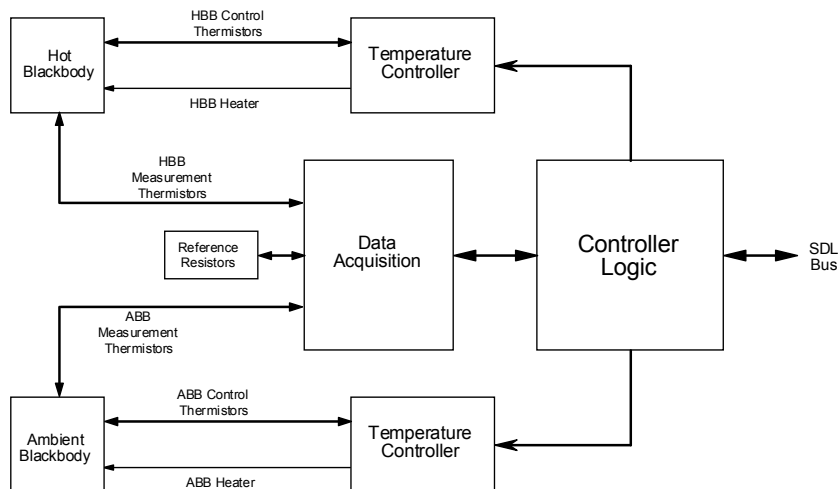 HBB Control
Thermistors
Hot
Blackbody
Temperature
Controller
HBB Heater
HBB
Measurement
Thermistors
Reference
Resistors
Data
Acquisition
Controller
Logic
SDL
Bus
ABB
Measurement
Thermistors
ABB Control
Thermistors
Ambient
Blackbody
Temperature
Controller
ABB Heater